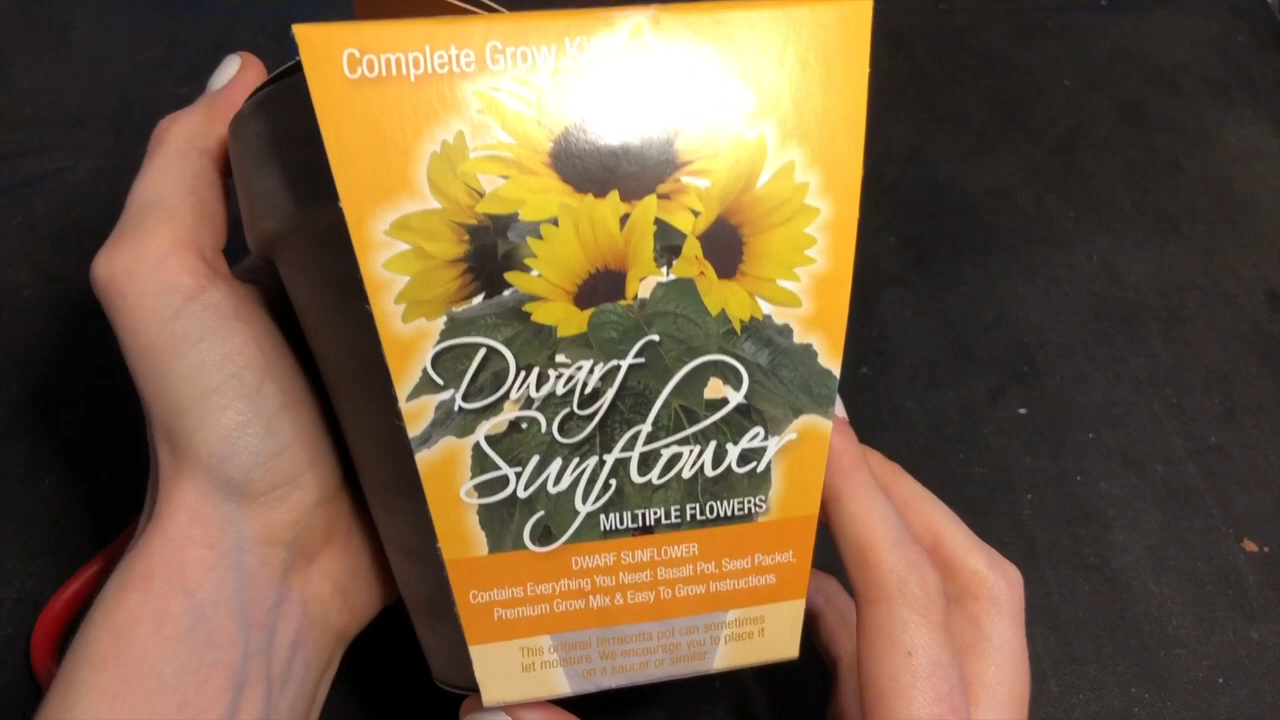 Complete Grow Kit
Dwarf
Sunflower
MULTIPLE FLOWERS
DWARF SUNFLOWER
Contains Everything You Need: Basalt Pot, Seed Packet,
Premium Grow Mix & Easy To Grow Instructions
This original terracotta pot can sometimes
let moisture. We encourage you to place it
on a saucer or similar